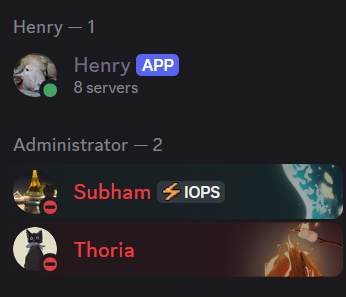 Henry — 1
Henry APP
8 servers
Administrator — 2
Subham ⚡ IOPS
Thoria